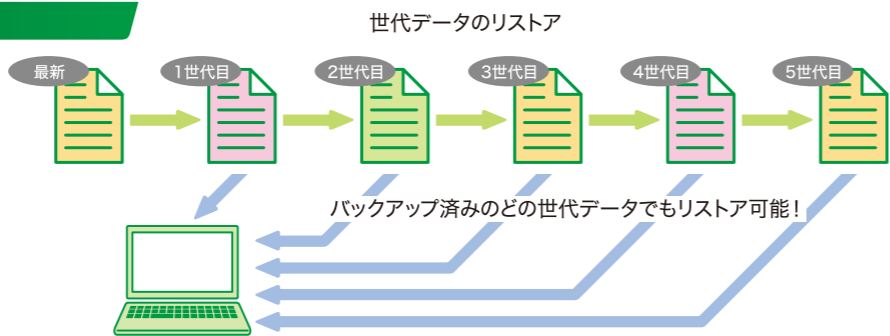 世代データのリストア
最新
1世代目
2世代目
3世代目
4世代目
5世代目
バックアップ済みのどの世代データでもリストア可能!